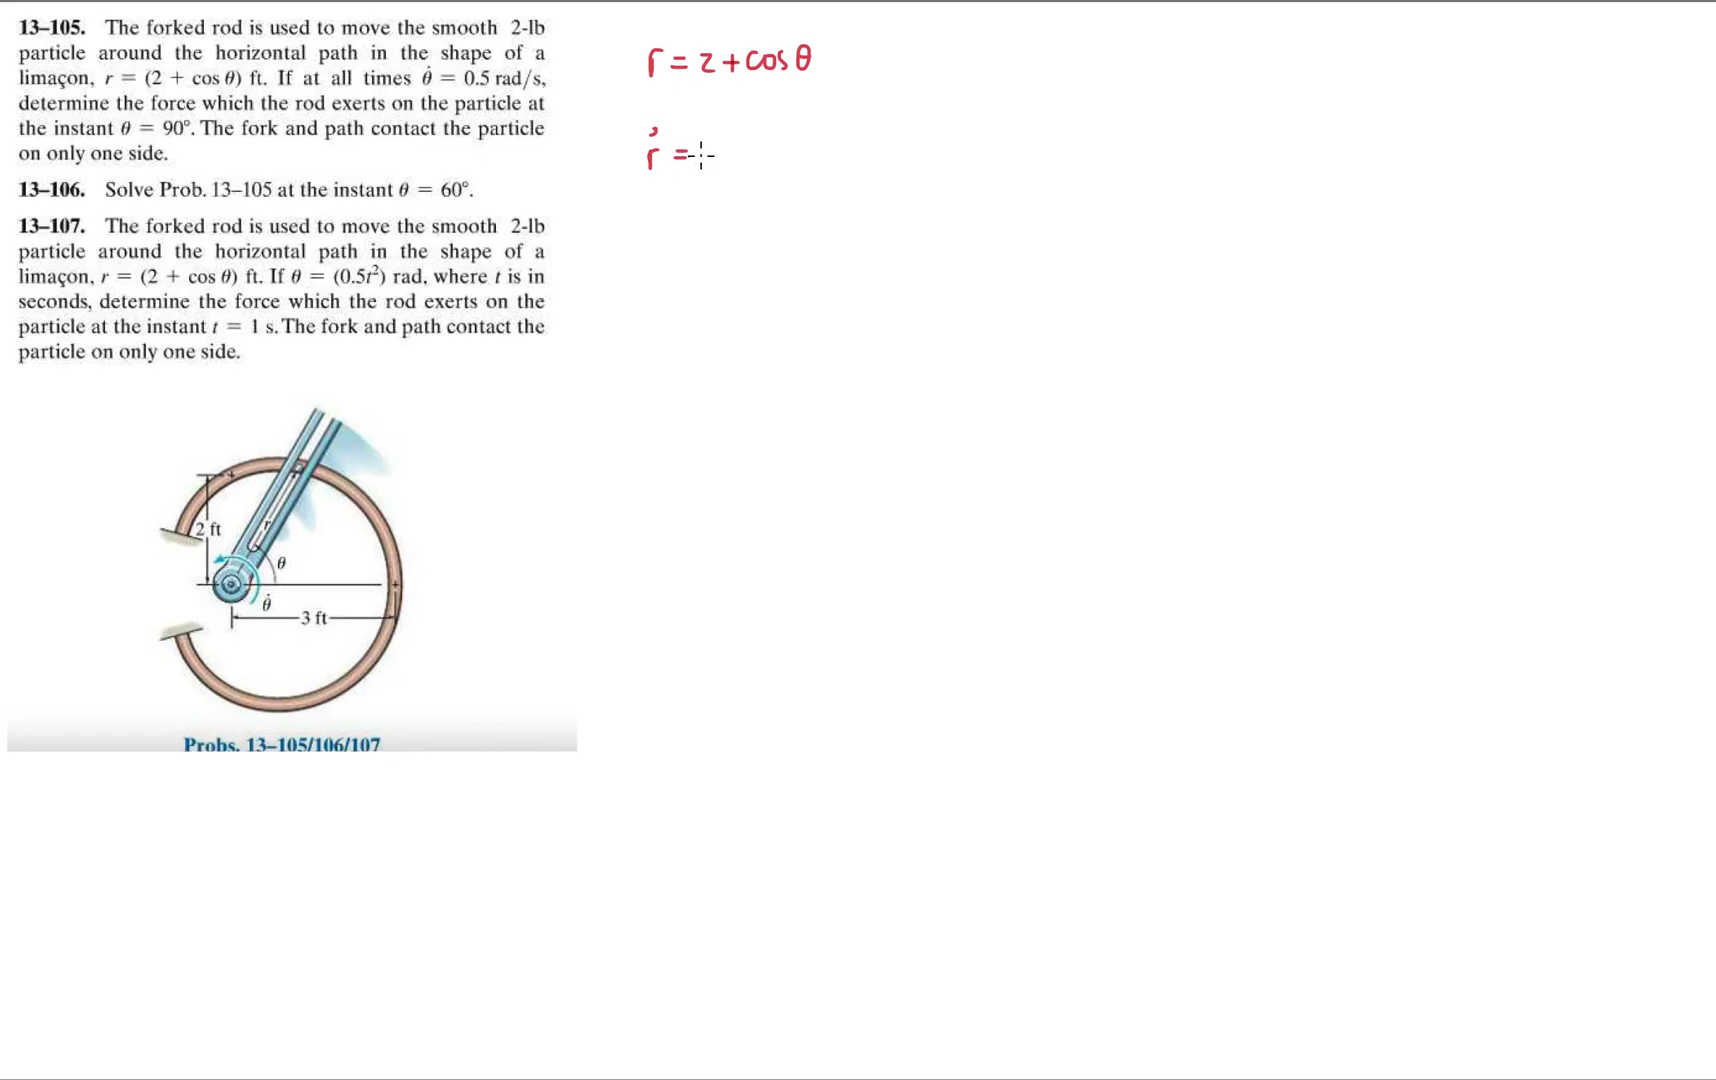 13–105. The forked rod is used to move the smooth 2-lb
particle around the horizontal path in the shape of a
limaçon, r = (2 + cos θ) ft. If at all times θ̇ = 0.5 rad/s,
determine the force which the rod exerts on the particle at
the instant θ = 90°. The fork and path contact the particle
on only one side.
13–106. Solve Prob. 13–105 at the instant θ = 60°.
13–107. The forked rod is used to move the smooth 2-lb
particle around the horizontal path in the shape of a
limaçon, r = (2 + cos θ) ft. If θ = (0.5t²) rad, where t is in
seconds, determine the force which the rod exerts on the
particle at the instant t = 1 s. The fork and path contact the
particle on only one side.
2 ft
r
θ
θ̇
3 ft
Probs. 13–105/106/107
r = 2 + cos θ
ṙ =